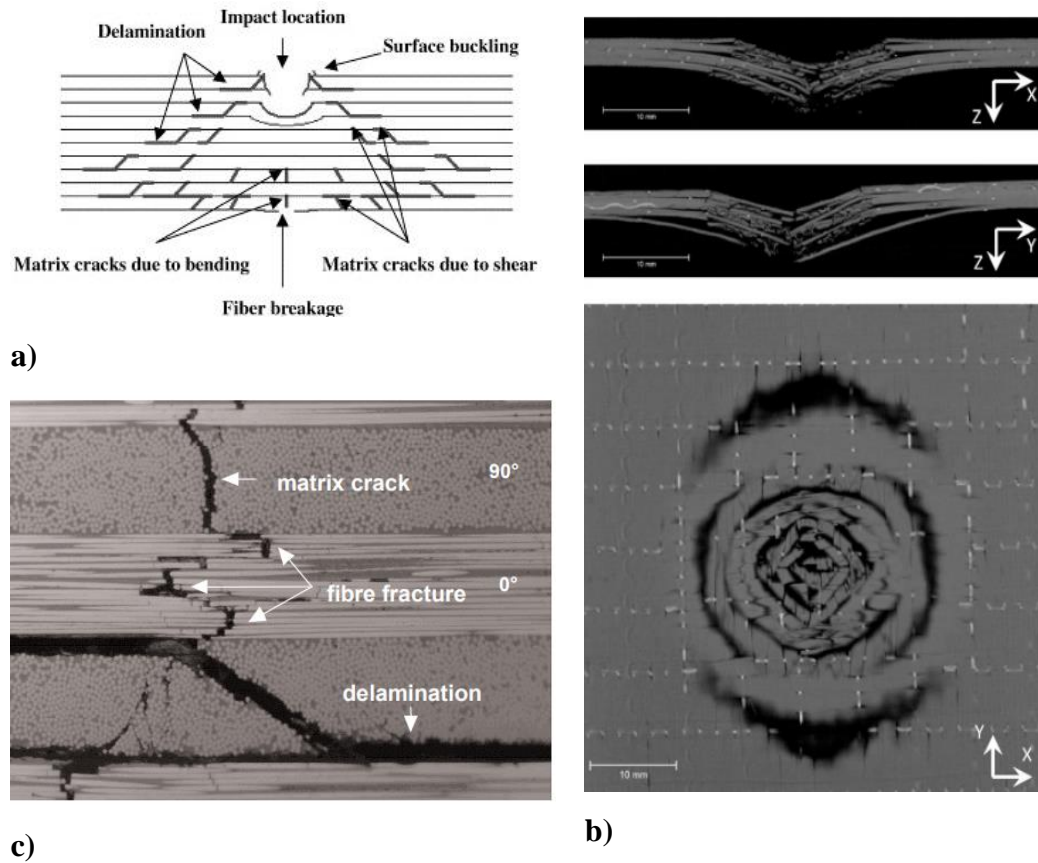 Impact location
Delamination
Surface buckling
Matrix cracks due to bending
Matrix cracks due to shear
Fiber breakage
a)
matrix crack
90°
fibre fracture
0°
delamination
c)
10 mm
X
Z
10 mm
Y
Z
10 mm
Y
X
b)